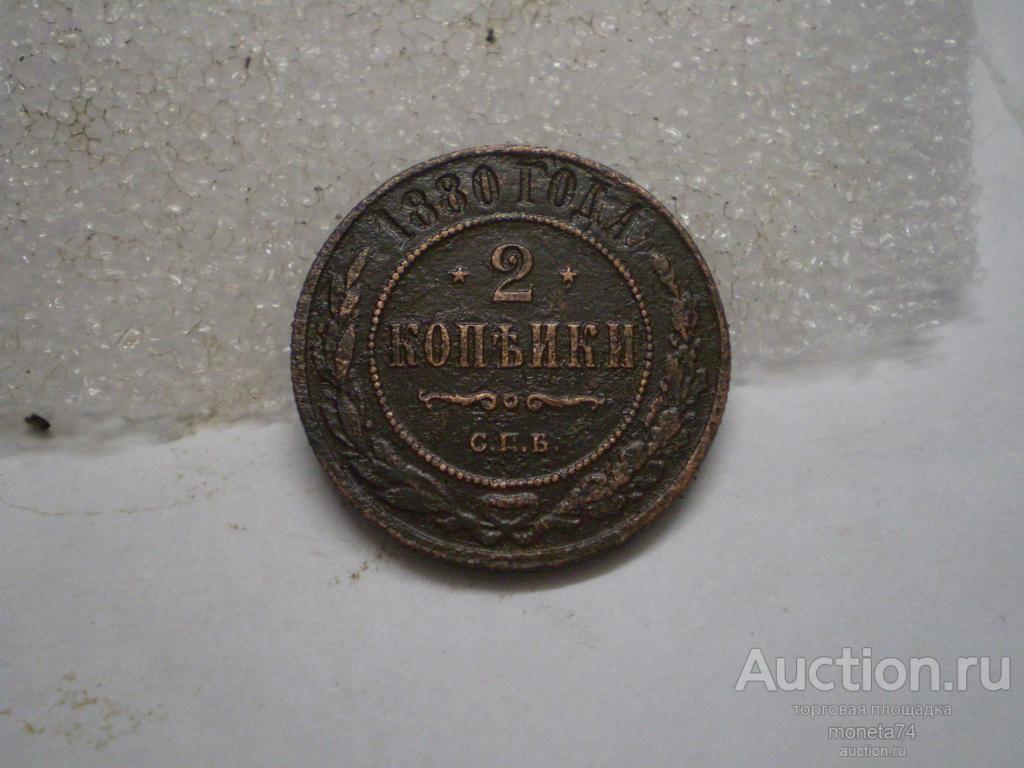 1880 ГОДА.
2
КОПѢЙКИ
С.П.Б.
Auction.ru
торговая площадка
moneta74
auction.ru